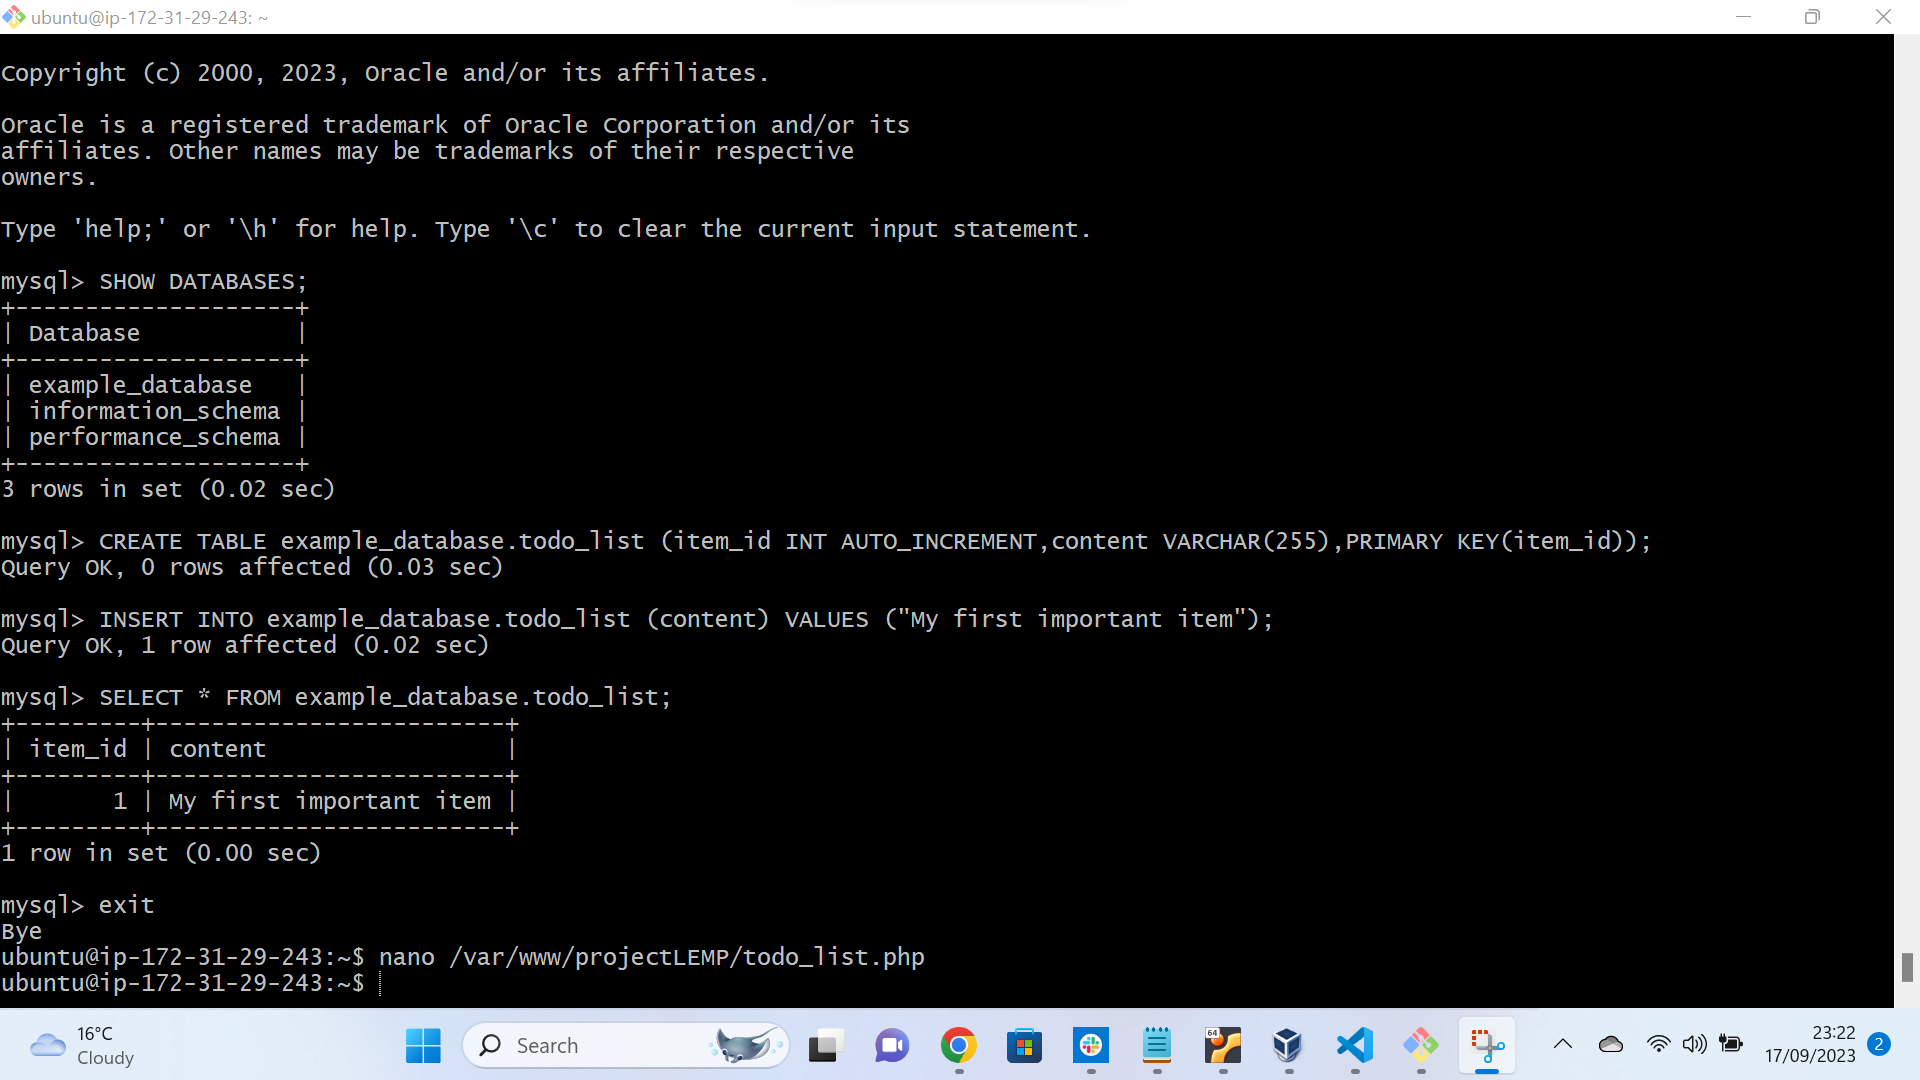 ubuntu@ip-172-31-29-243: ~
Copyright (c) 2000, 2023, Oracle and/or its affiliates.
Oracle is a registered trademark of Oracle Corporation and/or its
affiliates. Other names may be trademarks of their respective
owners.
Type 'help;' or '\h' for help. Type '\c' to clear the current input statement.
mysql> SHOW DATABASES;
+--------------------+
| Database           |
+--------------------+
| example_database   |
| information_schema |
| performance_schema |
+--------------------+
3 rows in set (0.02 sec)
mysql> CREATE TABLE example_database.todo_list (item_id INT AUTO_INCREMENT,content VARCHAR(255),PRIMARY KEY(item_id));
Query OK, 0 rows affected (0.03 sec)
mysql> INSERT INTO example_database.todo_list (content) VALUES ("My first important item");
Query OK, 1 row affected (0.02 sec)
mysql> SELECT * FROM example_database.todo_list;
+---------+-------------------------+
| item_id | content                 |
+---------+-------------------------+
|       1 | My first important item |
+---------+-------------------------+
1 row in set (0.00 sec)
mysql> exit
Bye
ubuntu@ip-172-31-29-243:~$ nano /var/www/projectLEMP/todo_list.php
ubuntu@ip-172-31-29-243:~$
16°C
Cloudy
Search
64
23:22
17/09/2023
2